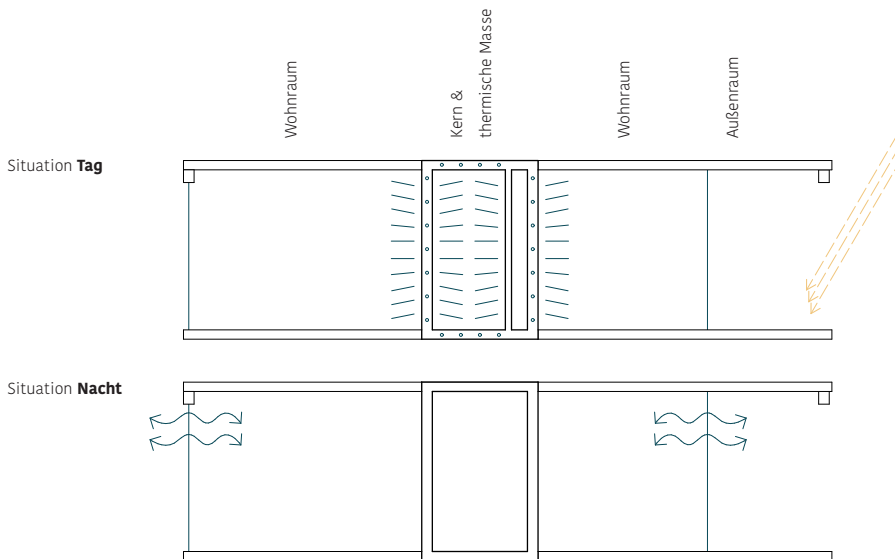 Wohnraum
Kern &
thermische Masse
Wohnraum
Außenraum
Situation Tag
Situation Nacht